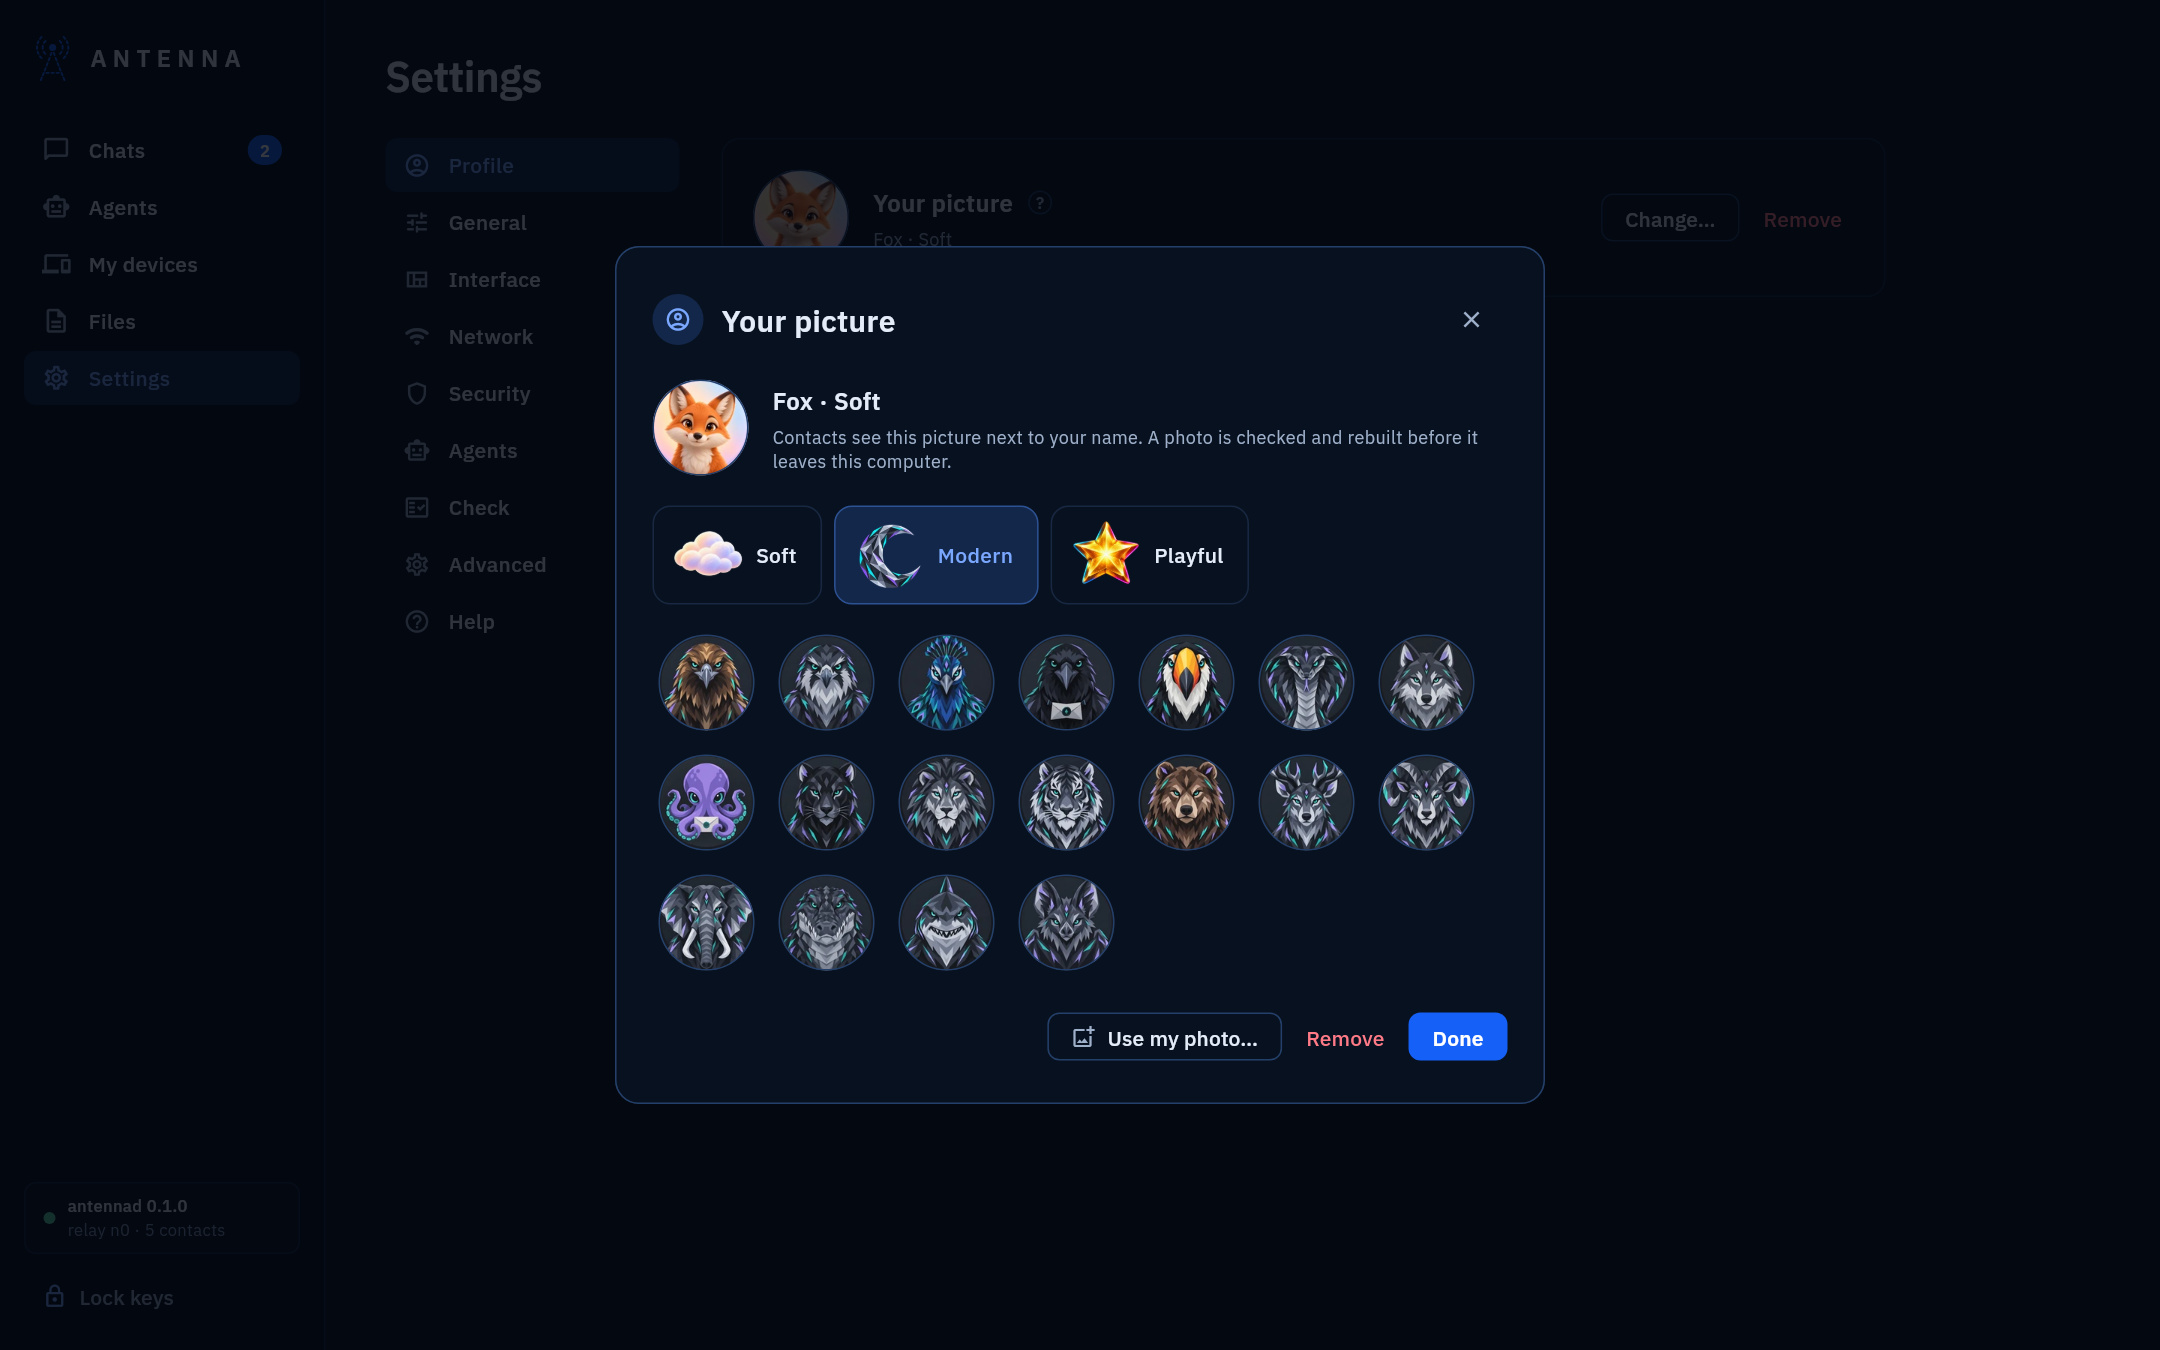 ANTENNA
Chats
2
Agents
My devices
Files
Settings
antennad 0.1.0
relay n0 · 5 contacts
Lock keys
Settings
Profile
General
Interface
Network
Security
Agents
Check
Advanced
Help
Your picture ?
Fox · Soft
Change...
Remove
Your picture
Fox · Soft
Contacts see this picture next to your name. A photo is checked and rebuilt before it
leaves this computer.
Soft
Modern
Playful
Use my photo...
Remove
Done